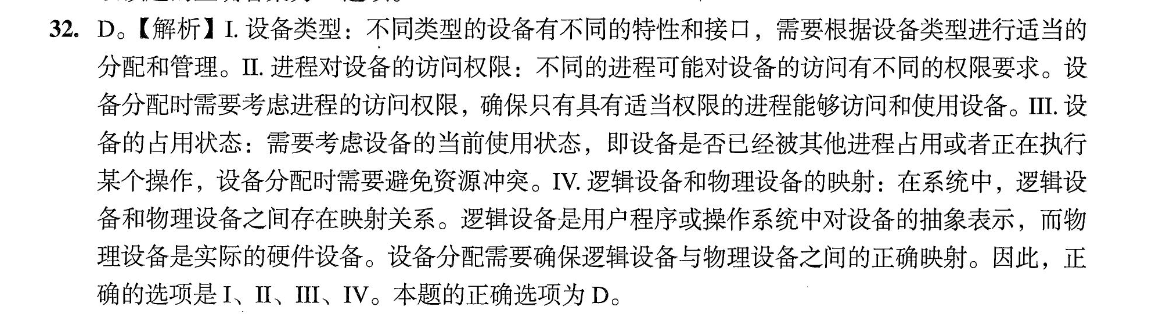 32. D。【解析】I. 设备类型：不同类型的设备有不同的特性和接口，需要根据设备类型进行适当的
分配和管理。II. 进程对设备的访问权限：不同的进程可能对设备的访问有不同的权限要求。设
备分配时需要考虑进程的访问权限，确保只有具有适当权限的进程能够访问和使用设备。III. 设
备的占用状态：需要考虑设备的当前使用状态，即设备是否已经被其他进程占用或者正在执行
某个操作，设备分配时需要避免资源冲突。IV. 逻辑设备和物理设备的映射：在系统中，逻辑设
备和物理设备之间存在映射关系。逻辑设备是用户程序或操作系统中对设备的抽象表示，而物
理设备是实际的硬件设备。设备分配需要确保逻辑设备与物理设备之间的正确映射。因此，正
确的选项是 I、II、III、IV。本题的正确选项为 D。